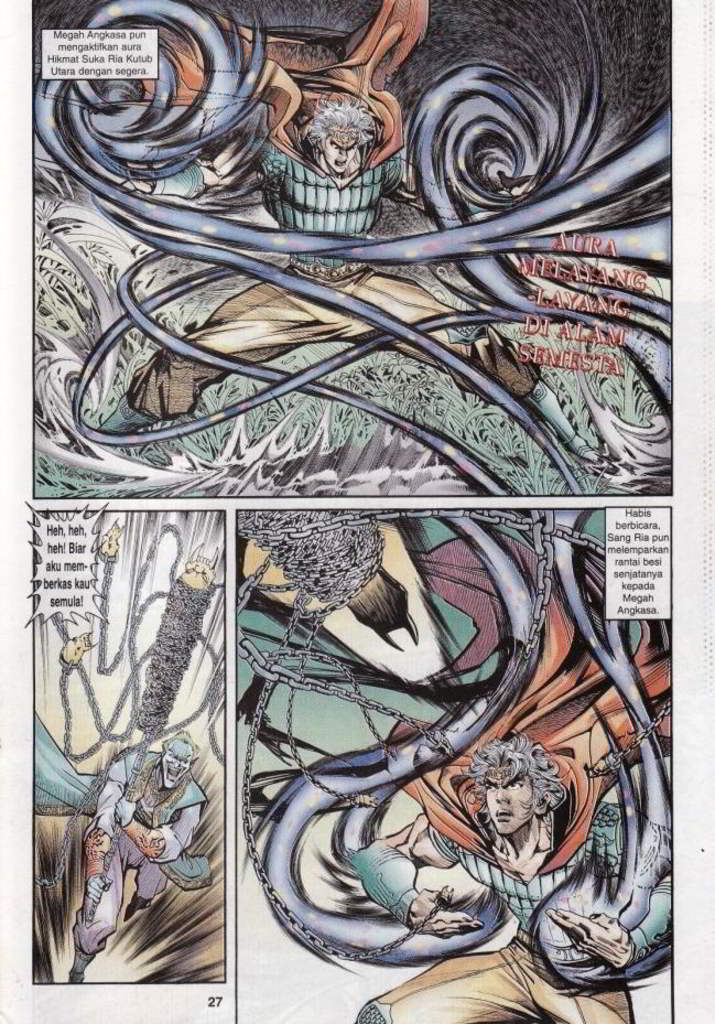 Megah Angkasa pun
mengaktifkan aura
Hikmat Suka Ria Kutub
Utara dengan segera.
AURA
MELAYANG
-LAYANG
DI ALAM
SEMESTA
Heh, heh,
heh! Biar
aku mem-
berkas kau
semula!
Habis
berbicara,
Sang Ria pun
melemparkan
rantai besi
senjatanya
kepada
Megah
Angkasa.
27